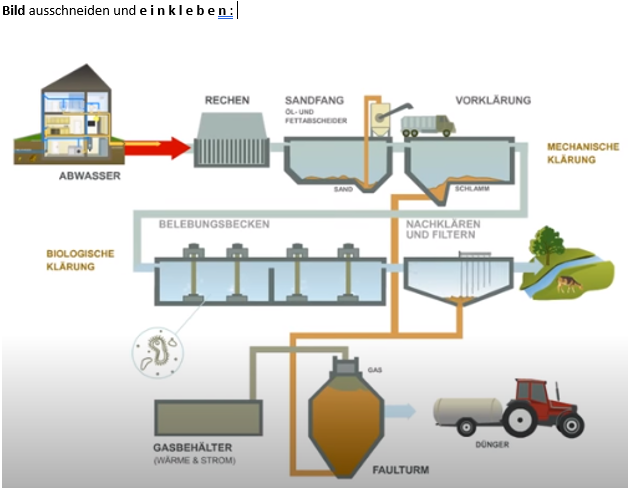 Bild ausschneiden und e i n k l e b e n :
RECHEN
SANDFANG
ÖL- UND
FETTABSCHEIDER
VORKLÄRUNG
ABWASSER
SAND
SCHLAMM
MECHANISCHE
KLÄRUNG
BELEBUNGSBECKEN
NACHKLÄREN
UND FILTERN
BIOLOGISCHE
KLÄRUNG
GAS
GASBEHÄLTER
(WÄRME & STROM)
FAULTURM
DÜNGER